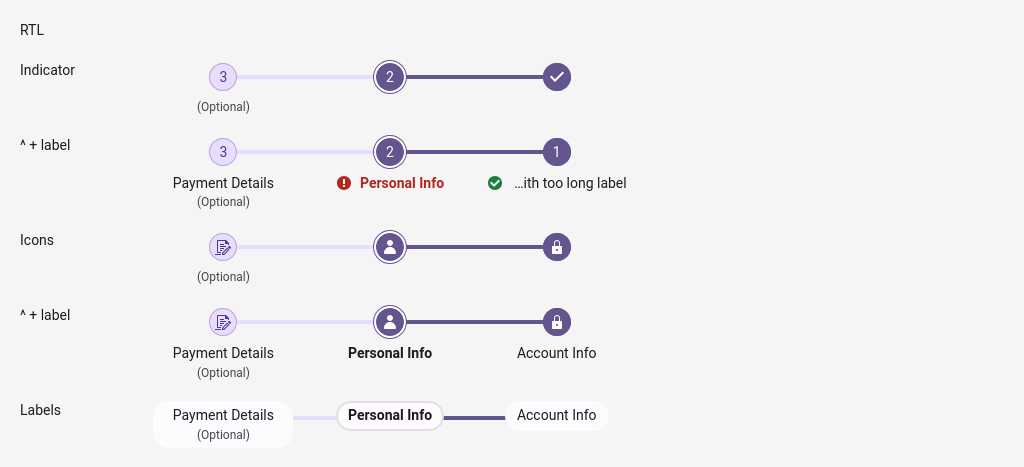 RTL
Indicator
3 2
(Optional)
^ + label
3 2 1
Payment Details Personal Info ...ith too long label
(Optional)
Icons
(Optional)
^ + label
Payment Details Personal Info Account Info
(Optional)
Labels
Payment Details Personal Info Account Info
(Optional)